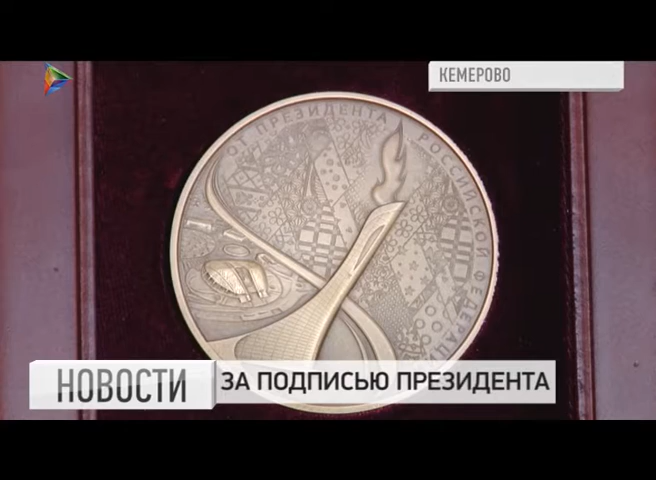 КЕМЕРОВО
ОТ ПРЕЗИДЕНТА РОССИЙСКОЙ ФЕДЕРАЦ
НОВОСТИ
ЗА ПОДПИСЬЮ ПРЕЗИДЕНТА